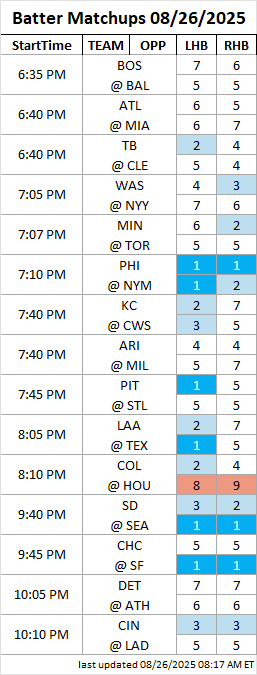 Batter Matchups 08/26/2025
StartTime TEAM OPP LHB RHB
6:35 PM BOS 7 6
@ BAL 5 5
6:40 PM ATL 6 5
@ MIA 6 7
6:40 PM TB 2 4
@ CLE 5 4
7:05 PM WAS 4 3
@ NYY 7 6
7:07 PM MIN 6 2
@ TOR 5 5
7:10 PM PHI 1 1
@ NYM 1 2
7:40 PM KC 2 7
@ CWS 3 5
7:40 PM ARI 4 4
@ MIL 5 7
7:45 PM PIT 1 5
@ STL 5 5
8:05 PM LAA 2 7
@ TEX 1 5
8:10 PM COL 2 4
@ HOU 8 9
9:40 PM SD 3 2
@ SEA 1 1
9:45 PM CHC 5 5
@ SF 1 1
10:05 PM DET 7 7
@ ATH 6 6
10:10 PM CIN 3 3
@ LAD 5 5
last updated 08/26/2025 08:17 AM ET